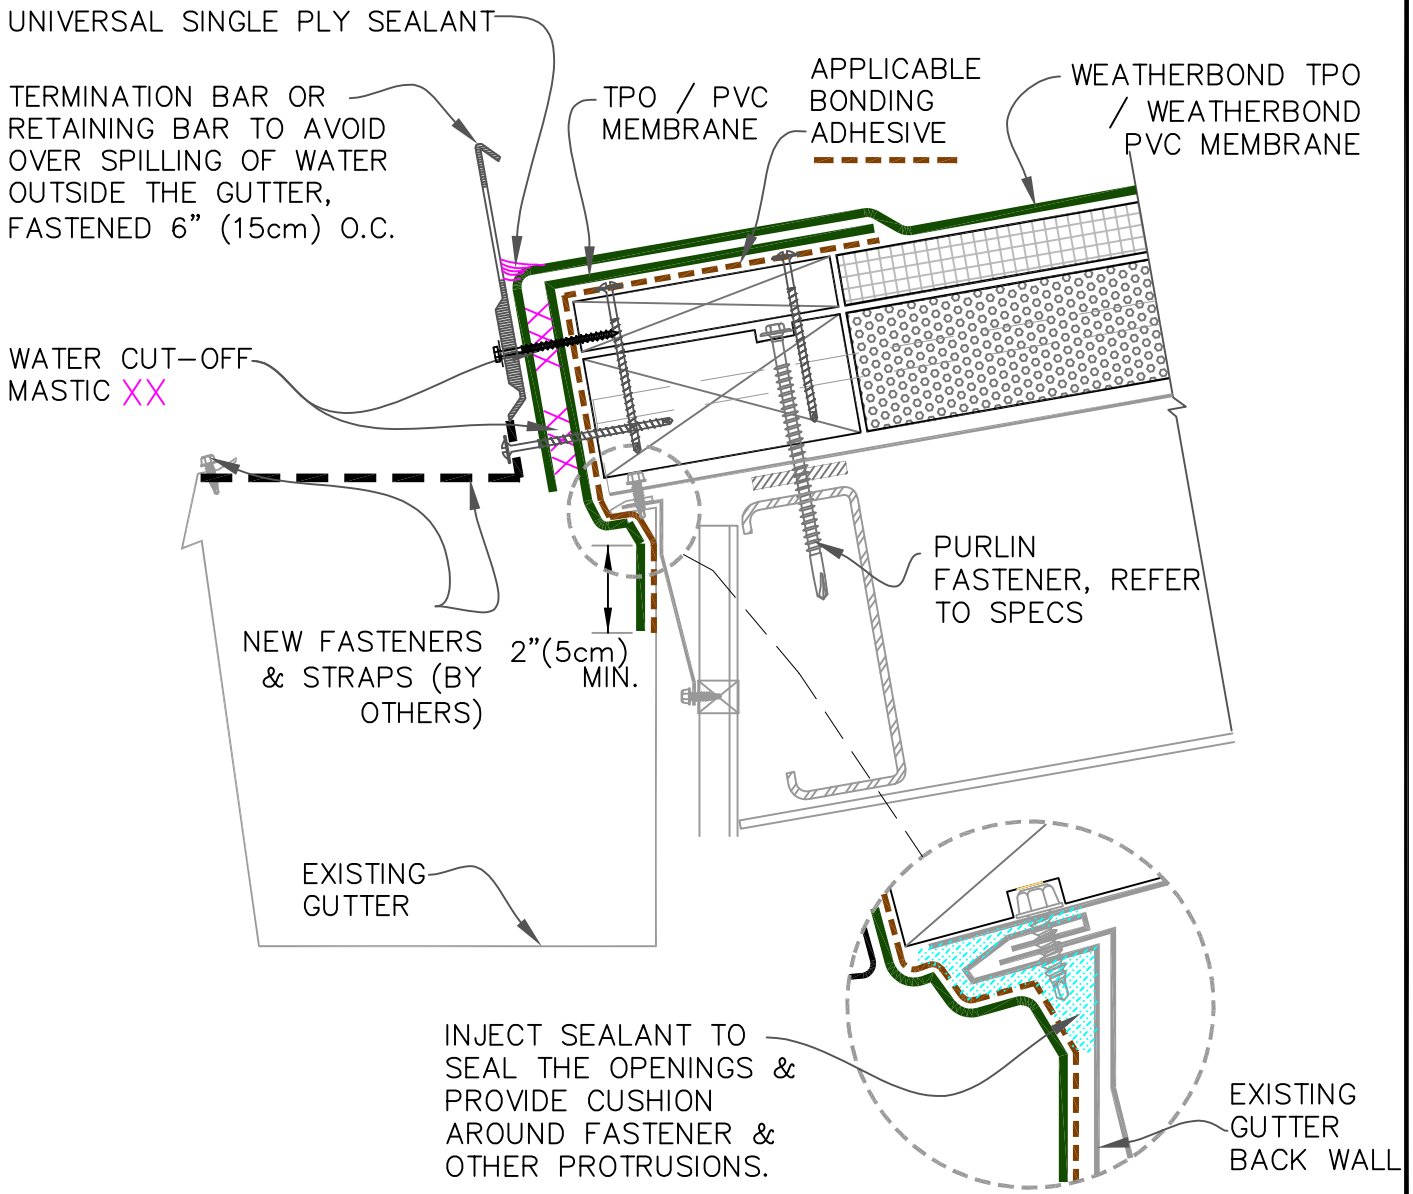 UNIVERSAL SINGLE PLY SEALANT
TERMINATION BAR OR
RETAINING BAR TO AVOID
OVER SPILLING OF WATER
OUTSIDE THE GUTTER,
FASTENED 6” (15cm) O.C.
TPO / PVC
MEMBRANE
APPLICABLE
BONDING
ADHESIVE
WEATHERBOND TPO
/ WEATHERBOND
PVC MEMBRANE
WATER CUT-OFF
MASTIC XX
PURLIN
FASTENER, REFER
TO SPECS
NEW FASTENERS
& STRAPS (BY
OTHERS)
2”(5cm)
MIN.
EXISTING
GUTTER
INJECT SEALANT TO
SEAL THE OPENINGS &
PROVIDE CUSHION
AROUND FASTENER &
OTHER PROTRUSIONS.
EXISTING
GUTTER
BACK WALL